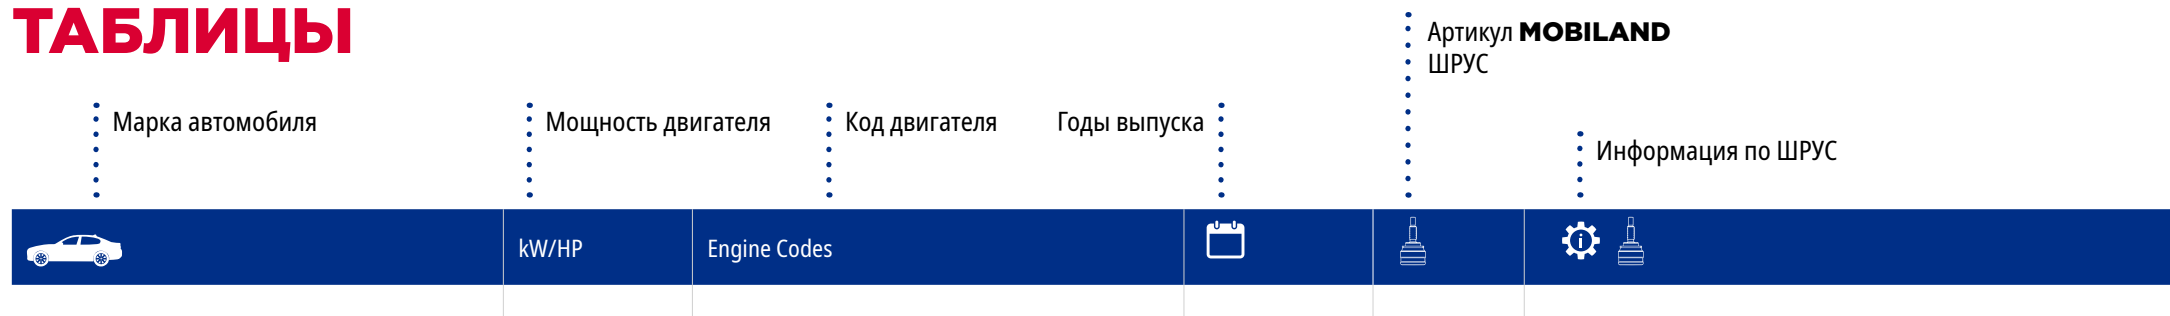 ТАБЛИЦЫ
Артикул MOBILAND
ШРУС
Марка автомобиля
Мощность двигателя
Код двигателя
Годы выпуска
Информация по ШРУС
kW/HP
Engine Codes